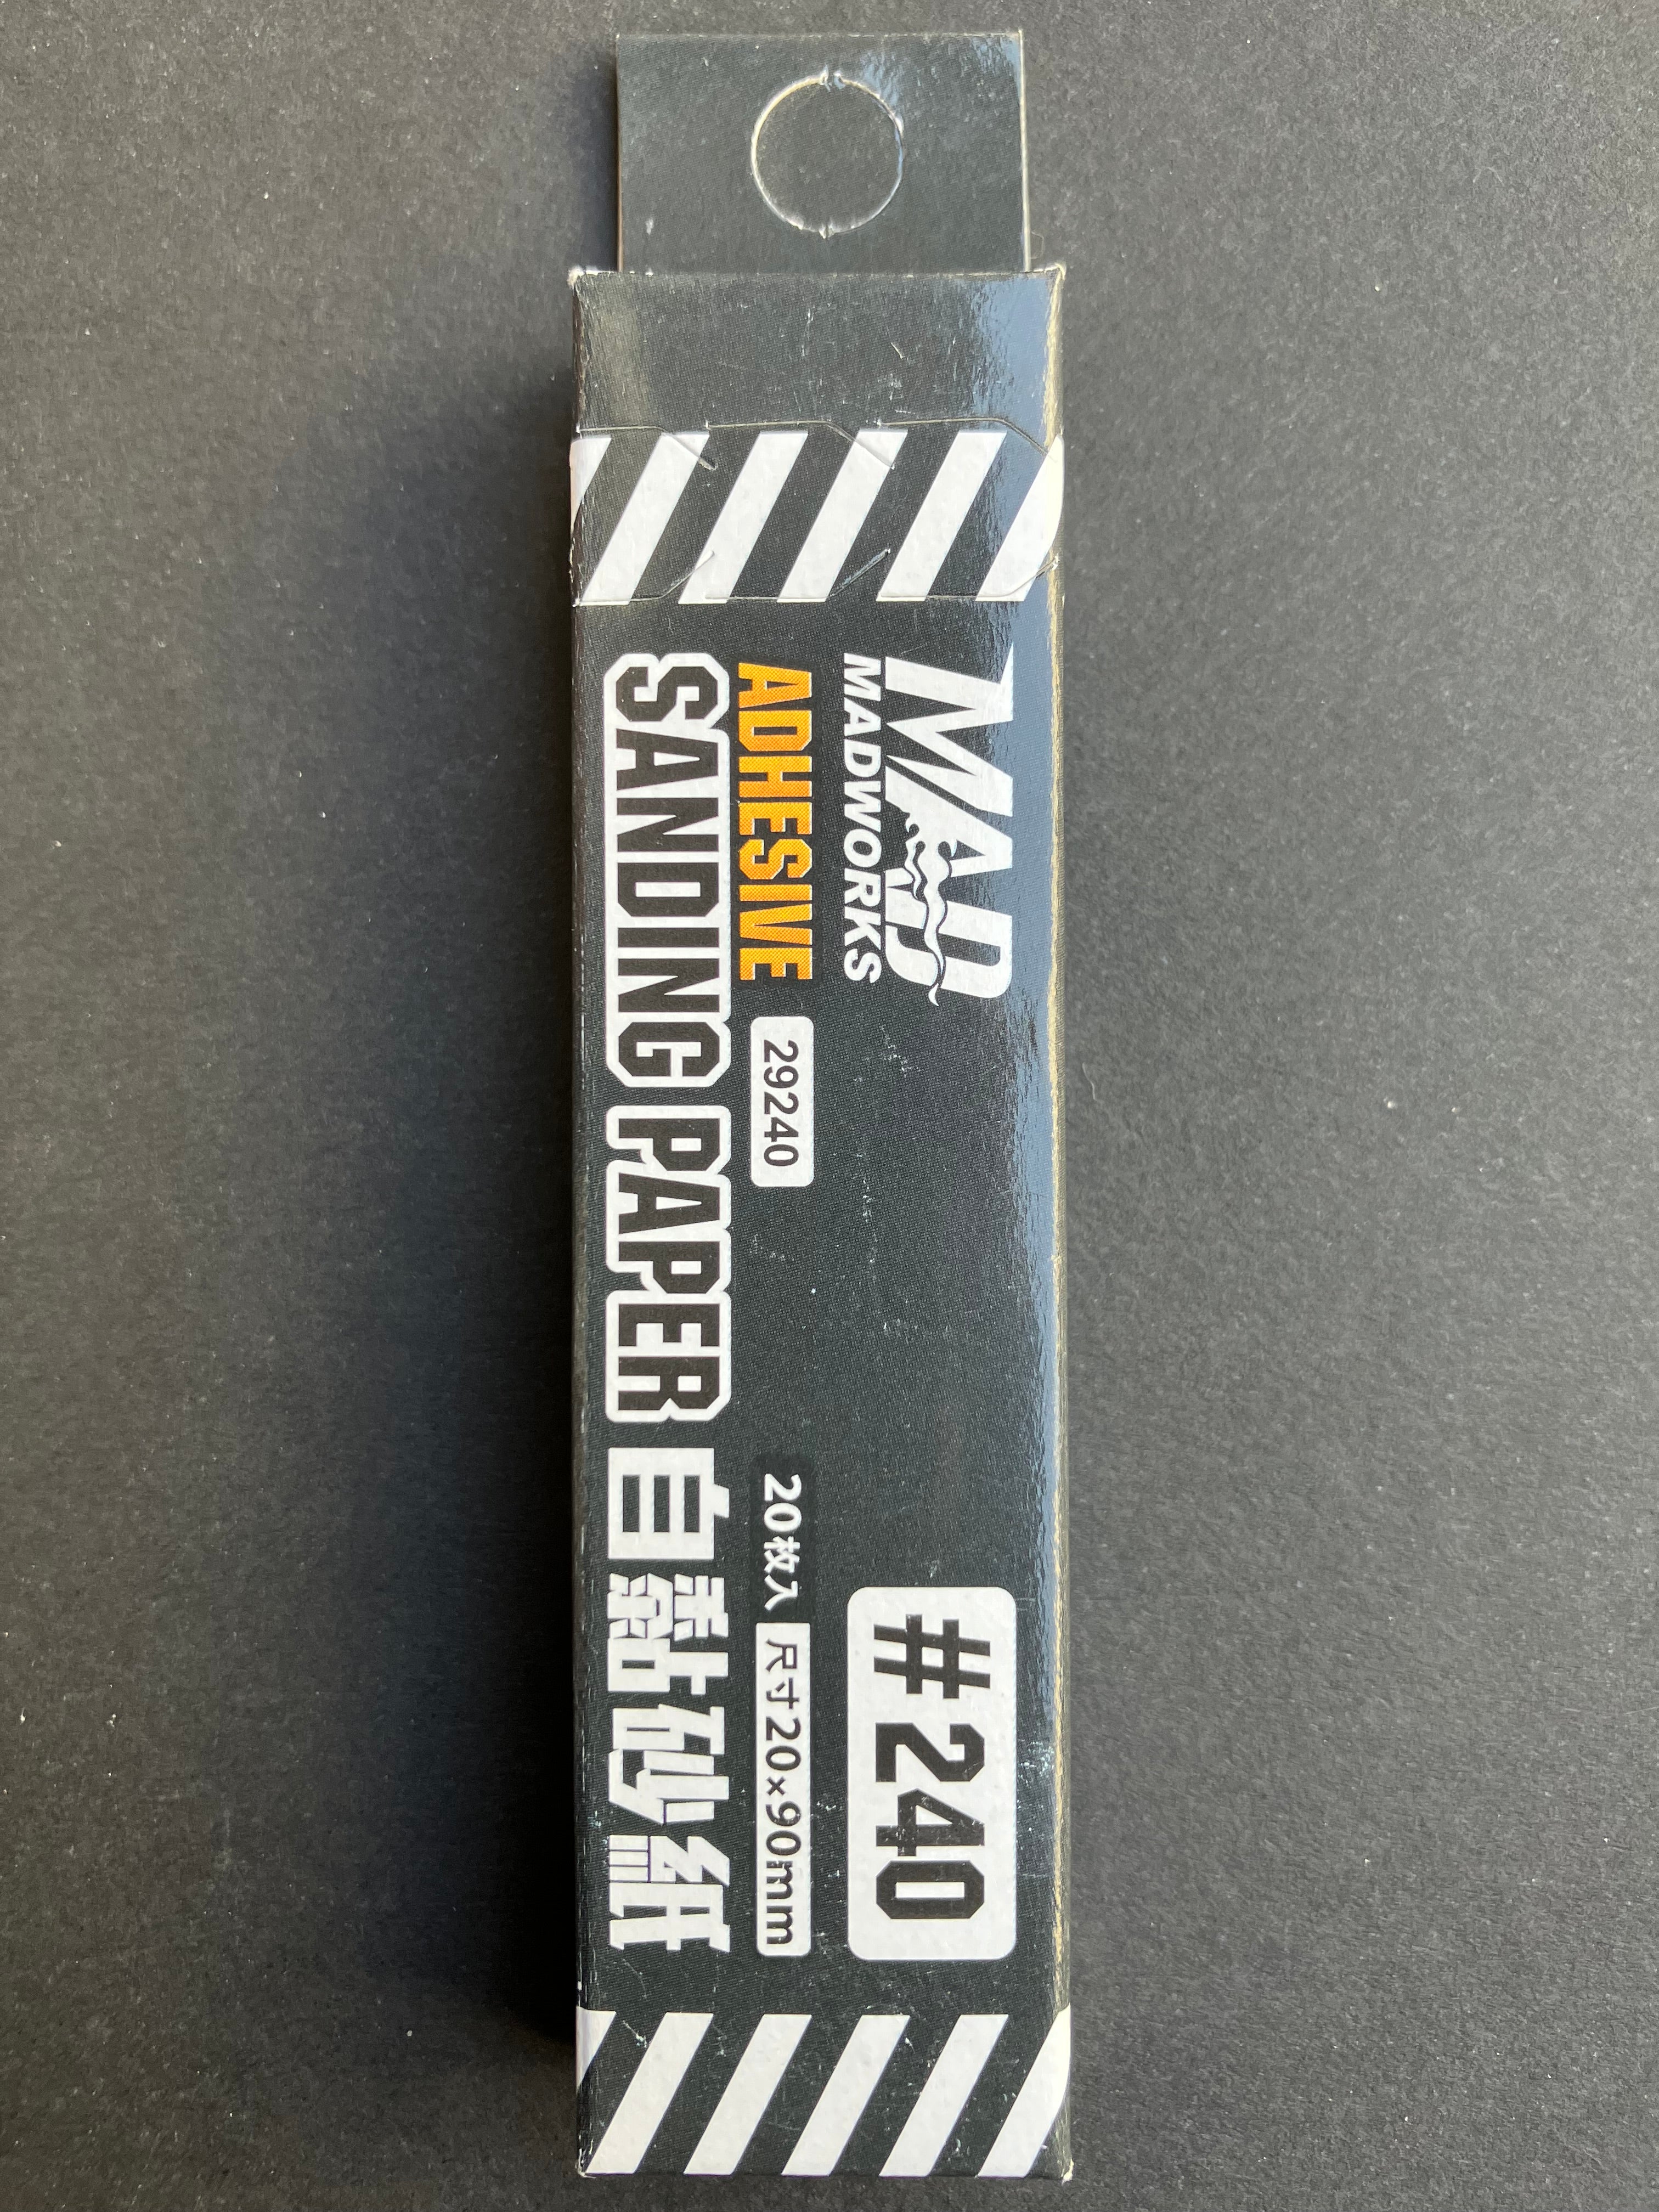 MAD
MADWORKS
#240
ADHESIVE
29240
20枚入
尺寸20×90mm
SANDING PAPER 自黏砂紙